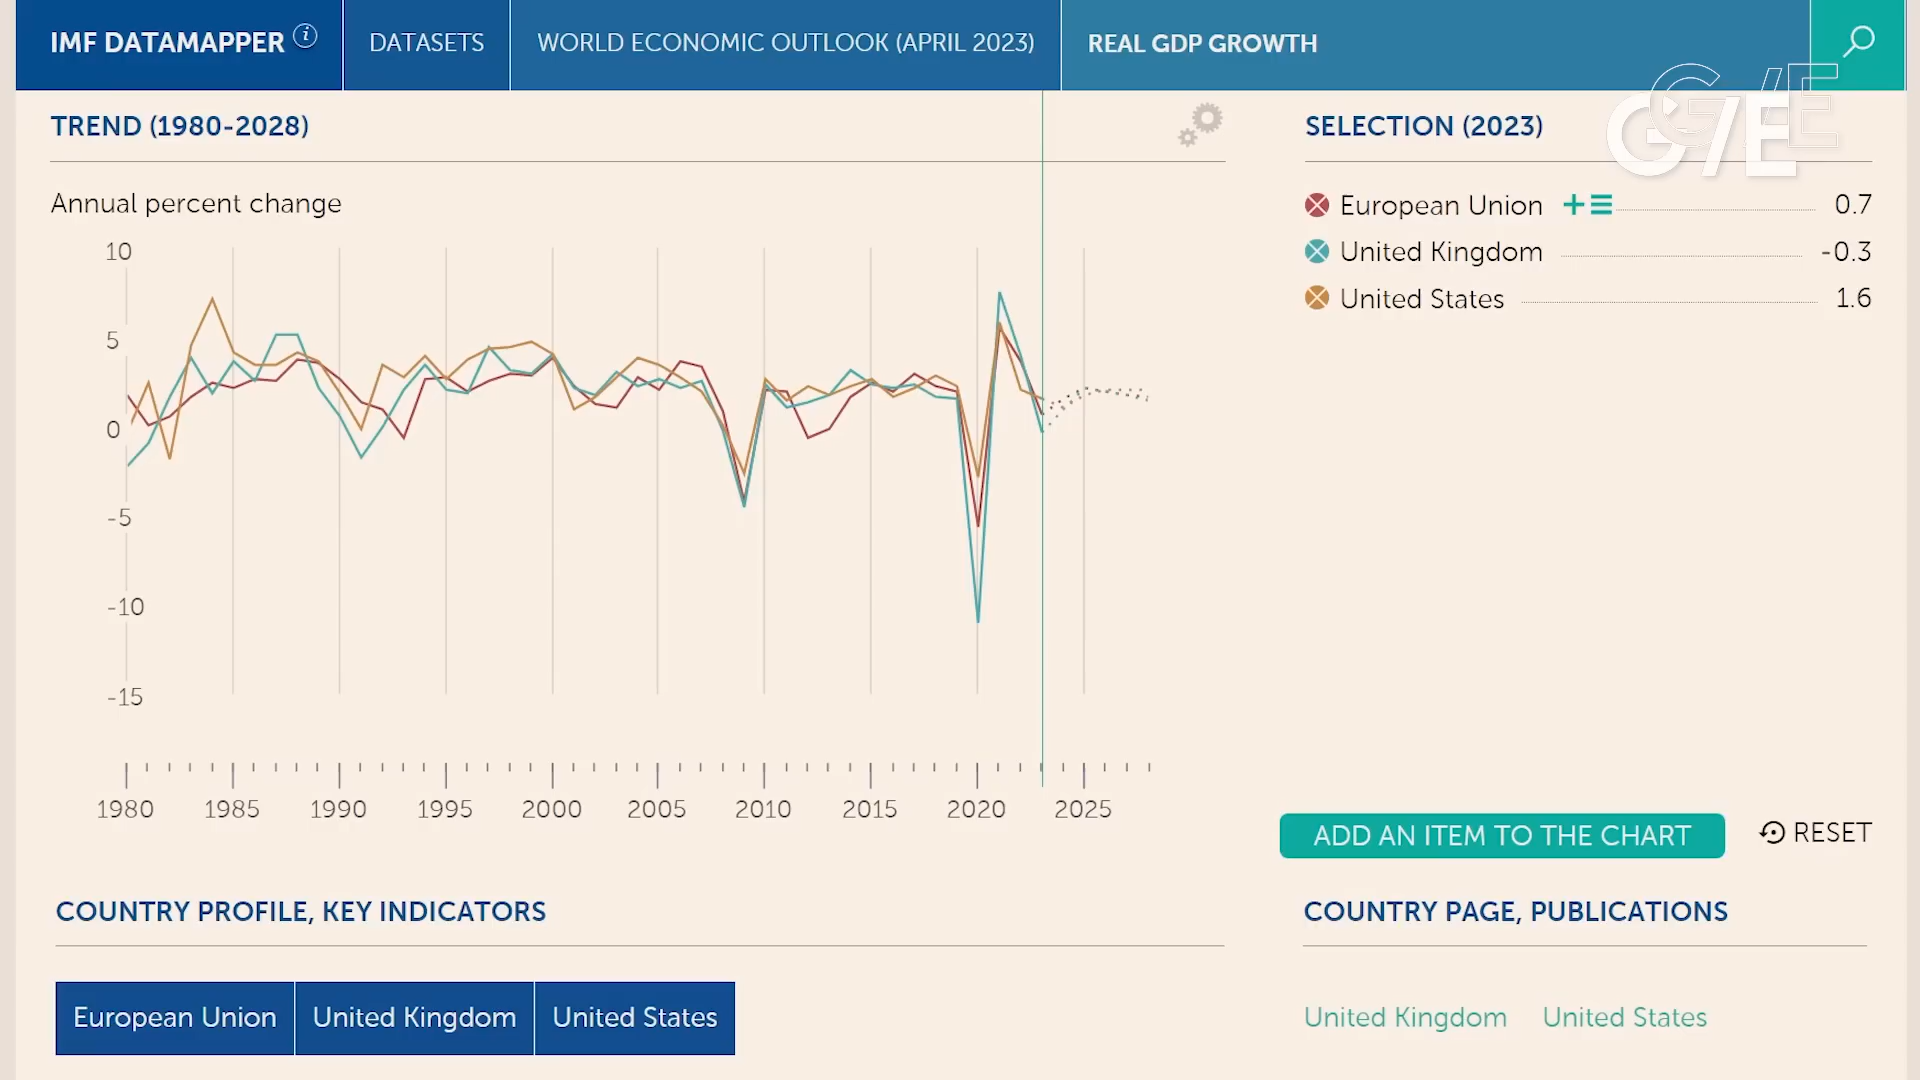 IMF DATAMAPPER i
DATASETS
WORLD ECONOMIC OUTLOOK (APRIL 2023)
REAL GDP GROWTH
TREND (1980-2028)
Annual percent change
10
5
0
-5
-10
-15
1980 1985 1990 1995 2000 2005 2010 2015 2020 2025
SELECTION (2023)
G7/E
European Union 0.7
United Kingdom -0.3
United States 1.6
ADD AN ITEM TO THE CHART
RESET
COUNTRY PROFILE, KEY INDICATORS
European Union United Kingdom United States
COUNTRY PAGE, PUBLICATIONS
United Kingdom United States